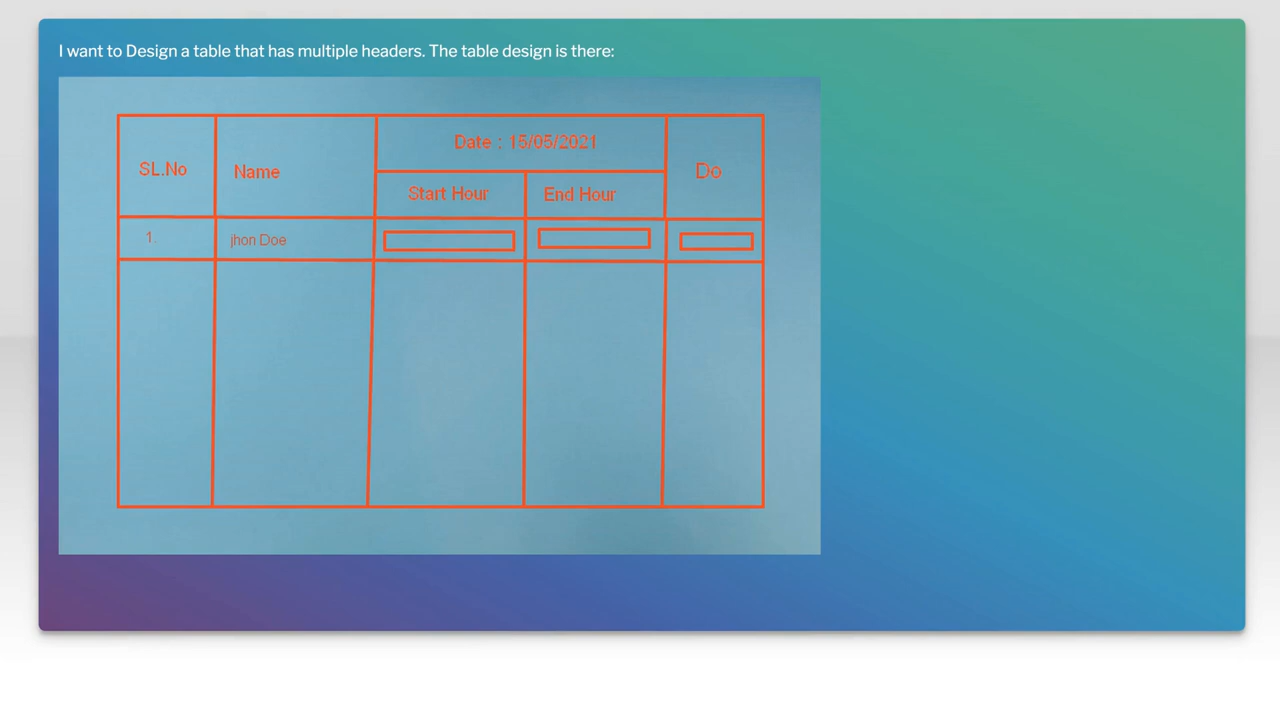 I want to Design a table that has multiple headers. The table design is there:
Date : 15/05/2021
SL.No Name Do
Start Hour End Hour
1. jhon Doe